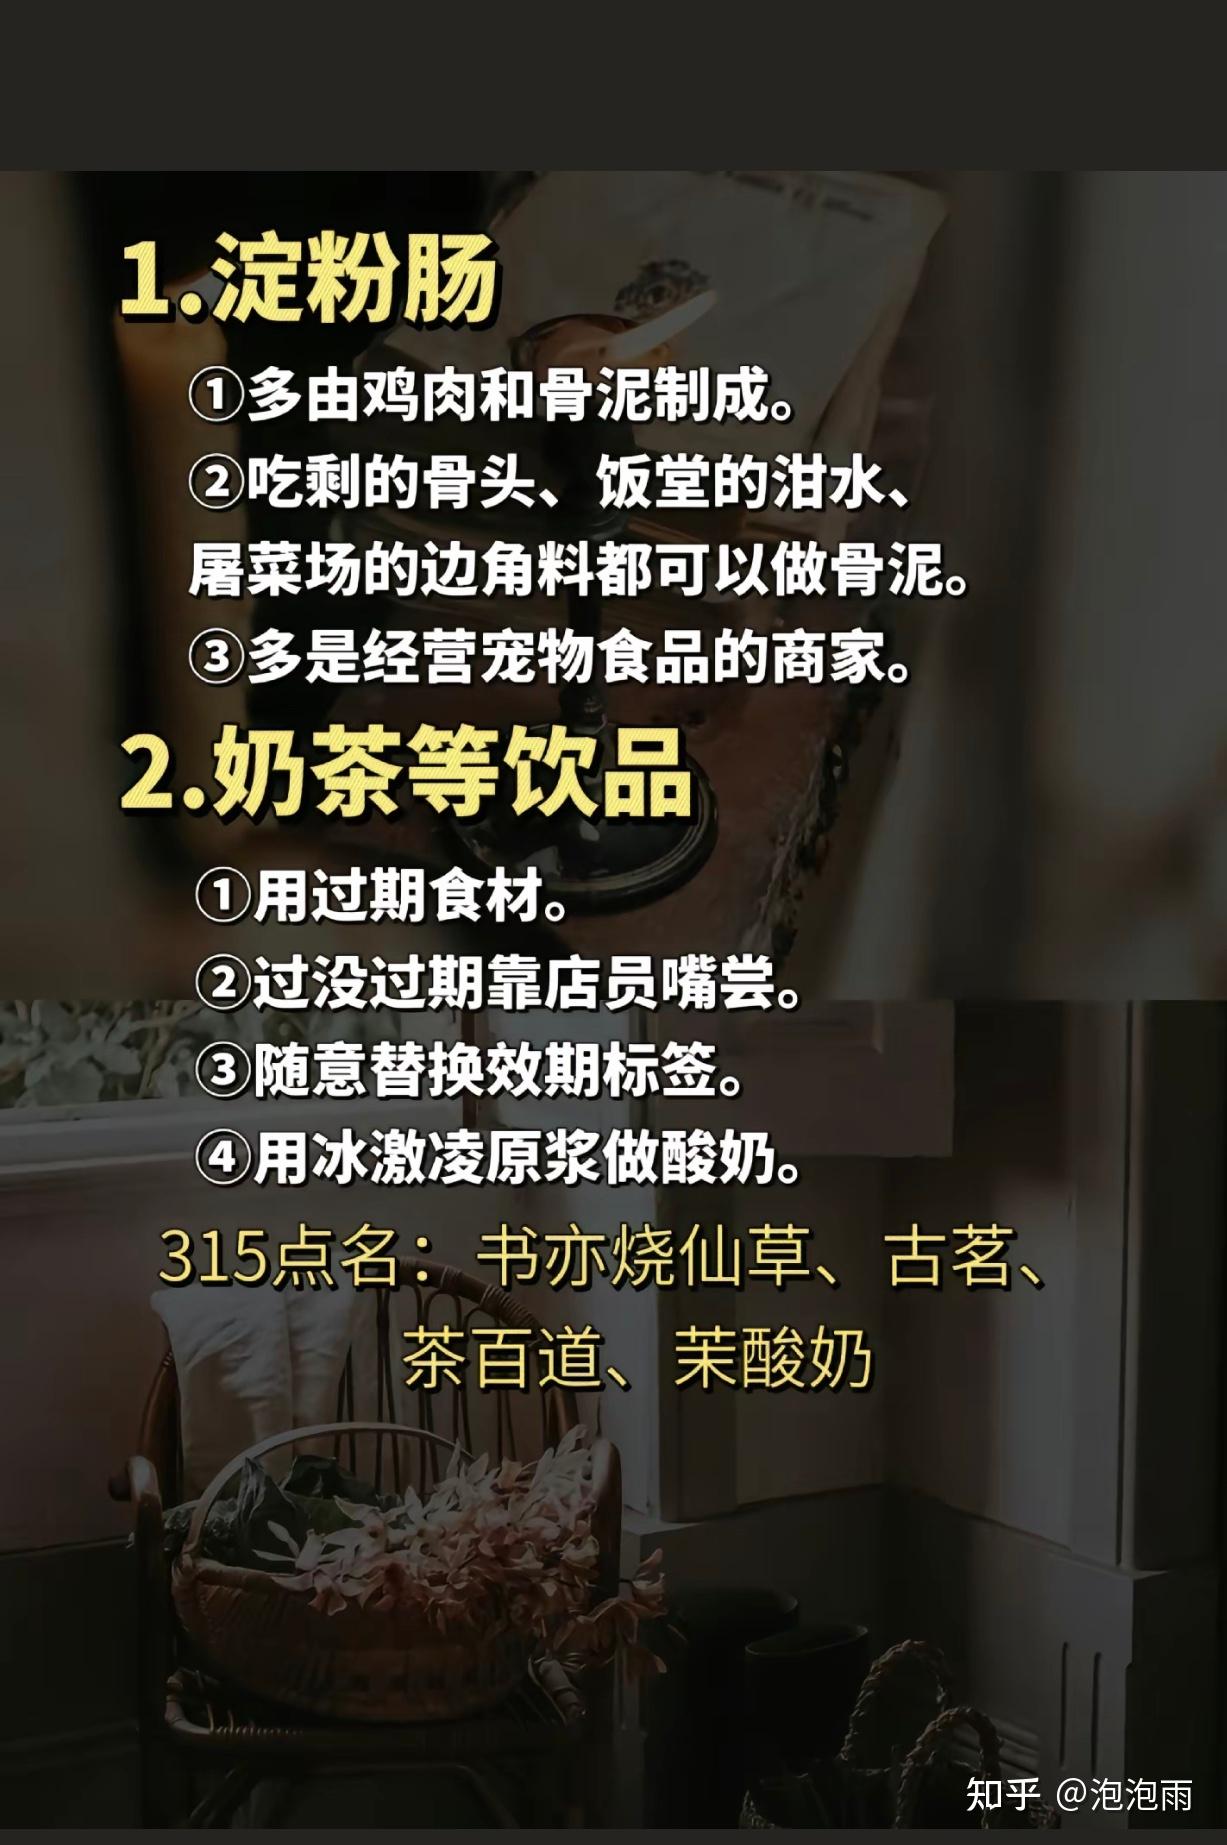 1.淀粉肠
①多由鸡肉和骨泥制成。
②吃剩的骨头、饭堂的泔水、
屠菜场的边角料都可以做骨泥。
③多是经营宠物食品的商家。
2.奶茶等饮品
①用过期食材。
②过没过期靠店员嘴尝。
③随意替换效期标签。
④用冰激凌原浆做酸奶。
315点名：书亦烧仙草、古茗、
茶百道、茉酸奶
知乎 @泡泡雨